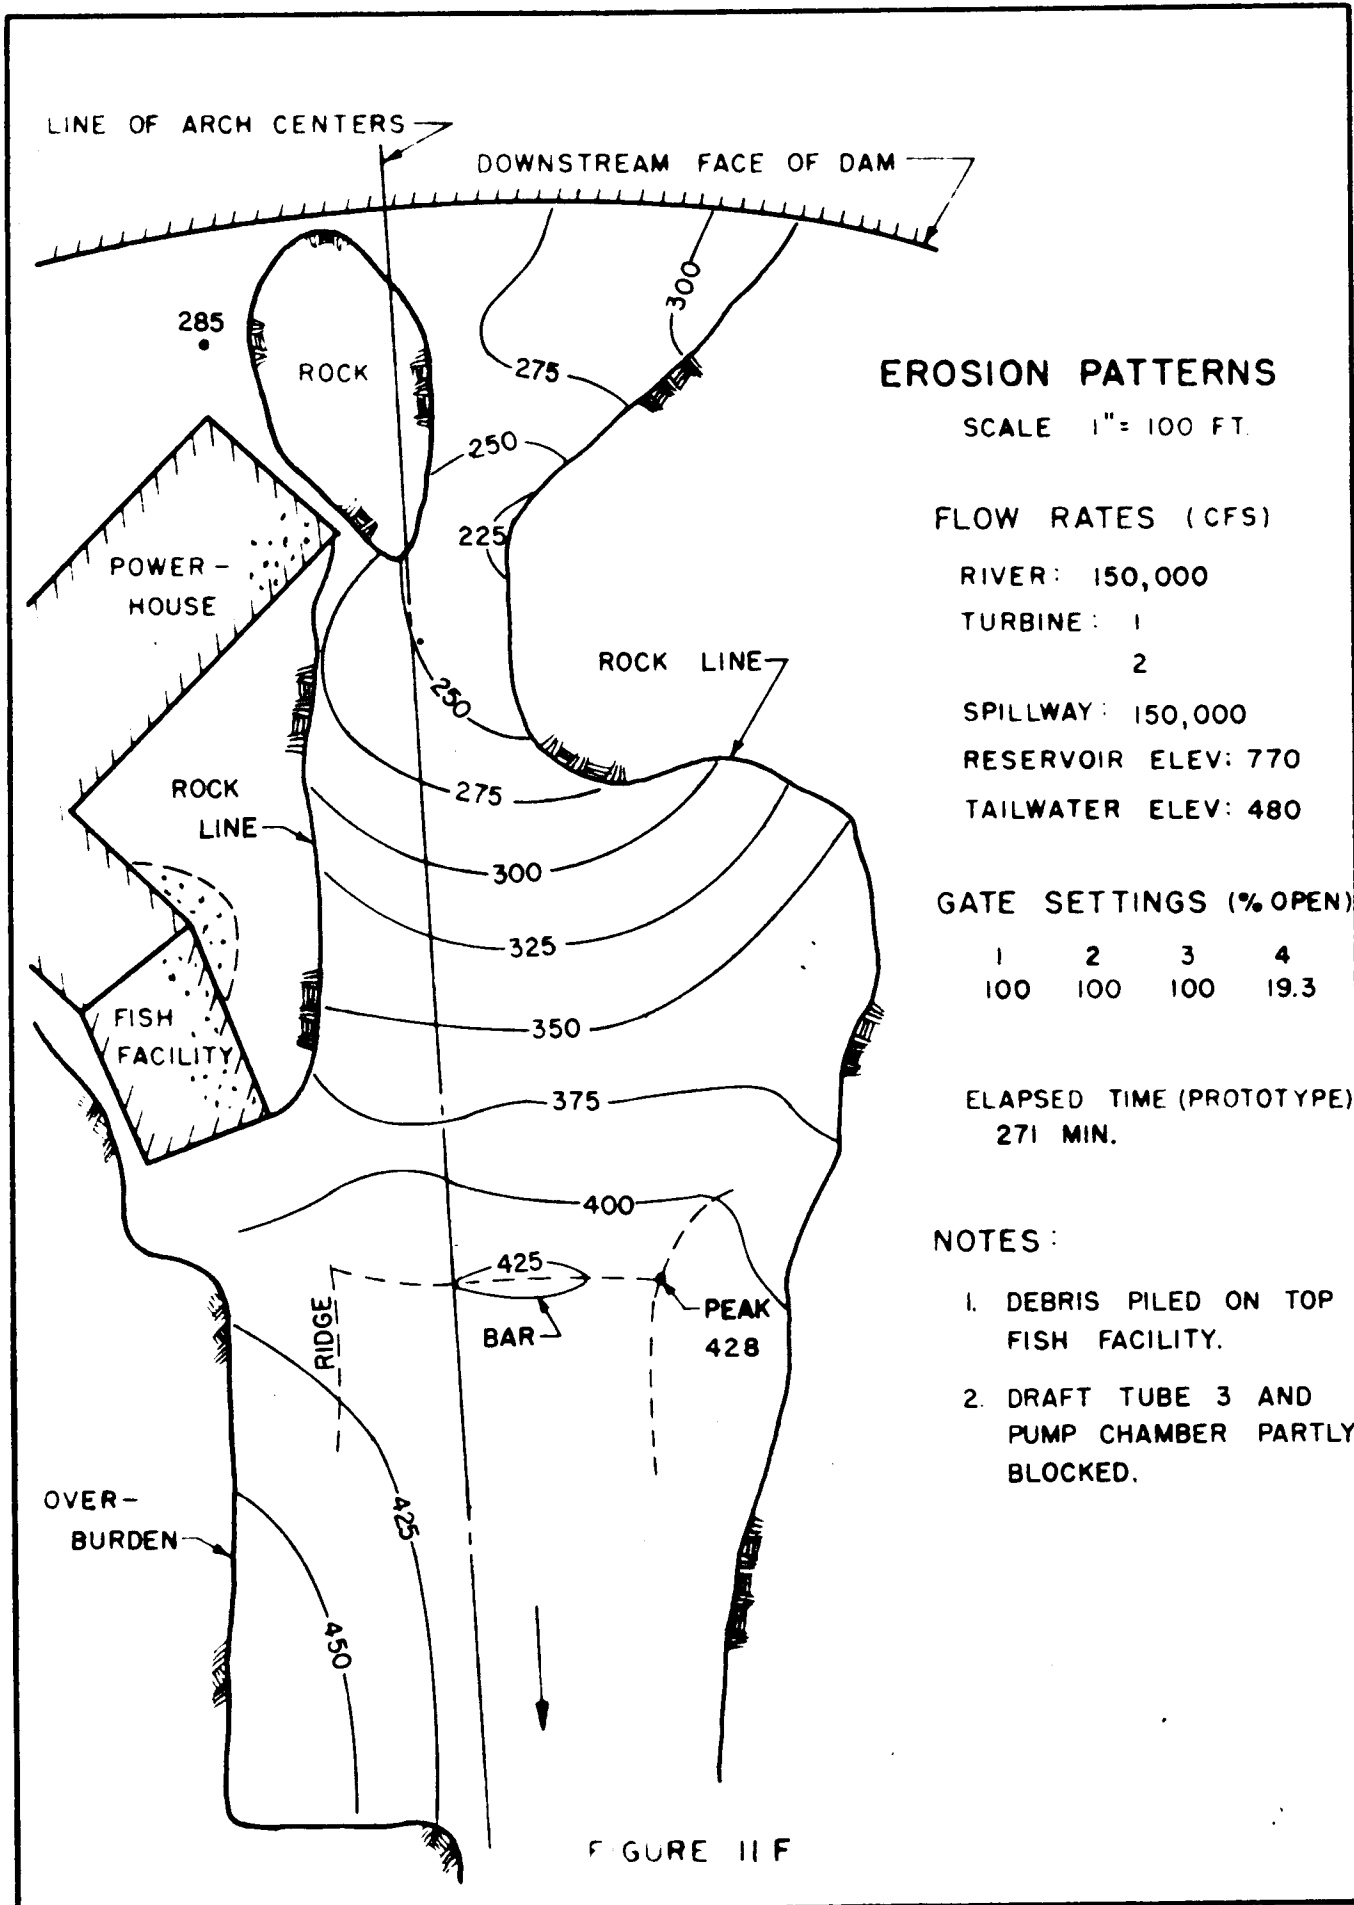 LINE OF ARCH CENTERS
DOWNSTREAM FACE OF DAM
300
285
ROCK
275
250
225
POWER-
HOUSE
ROCK LINE
250
275
ROCK
LINE
300
325
350
FISH
FACILITY
375
400
425
BAR
PEAK
428
RIDGE
OVER-
BURDEN
425
450
EROSION PATTERNS
SCALE 1"= 100 FT.
FLOW RATES (CFS)
RIVER: 150,000
TURBINE: 1
2
SPILLWAY: 150,000
RESERVOIR ELEV: 770
TAILWATER ELEV: 480
GATE SETTINGS (% OPEN)
1 2 3 4
100 100 100 19.3
ELAPSED TIME (PROTOTYPE)
271 MIN.
NOTES:
1. DEBRIS PILED ON TOP
FISH FACILITY.
2. DRAFT TUBE 3 AND
PUMP CHAMBER PARTLY
BLOCKED.
FIGURE 11 F